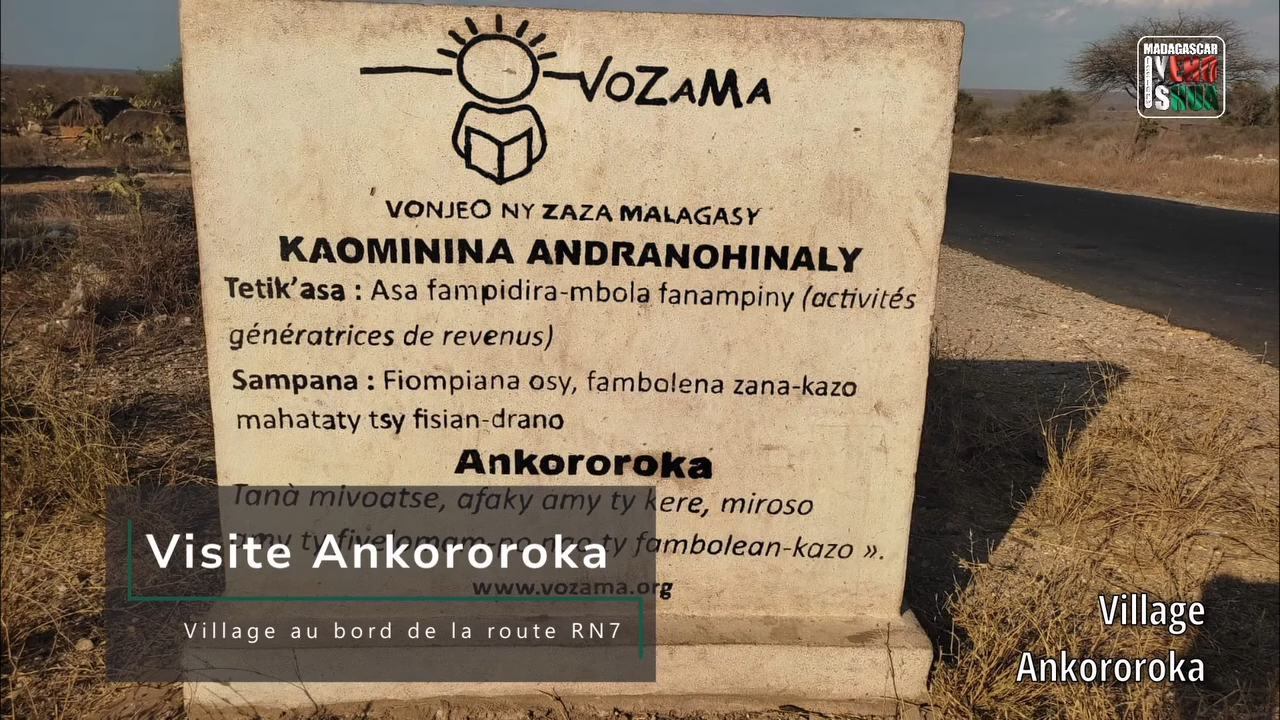 VOZAMA
VONJEO NY ZAZA MALAGASY
KAOMININA ANDRANOHINALY
Tetik'asa : Asa fampidira-mbola fanampiny (activités
génératrices de revenus)
Sampana : Fiompiana osy, fambolena zana-kazo
mahataty tsy fisian-drano
Ankororoka
Tanà mivoatse, afaky amy ty kere, miroso
amy ty fambolean-kazo ».
www.vozama.org
Visite Ankororoka
Village au bord de la route RN7
MADAGASCAR
Village
Ankororoka